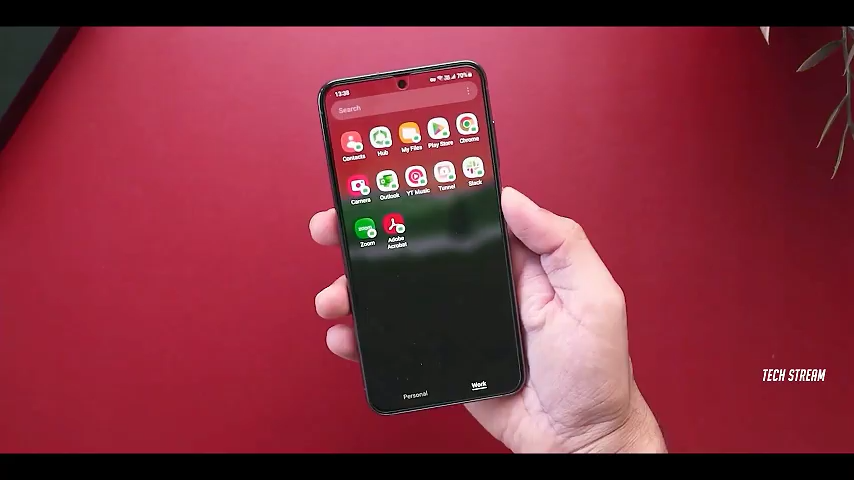 13:38
70%
Search
Contacts
Hub
My Files
Play Store
Chrome
Camera
Outlook
YT Music
Tunnel
Slack
Zoom
Adobe
Acrobat
Personal
Work
TECH STREAM